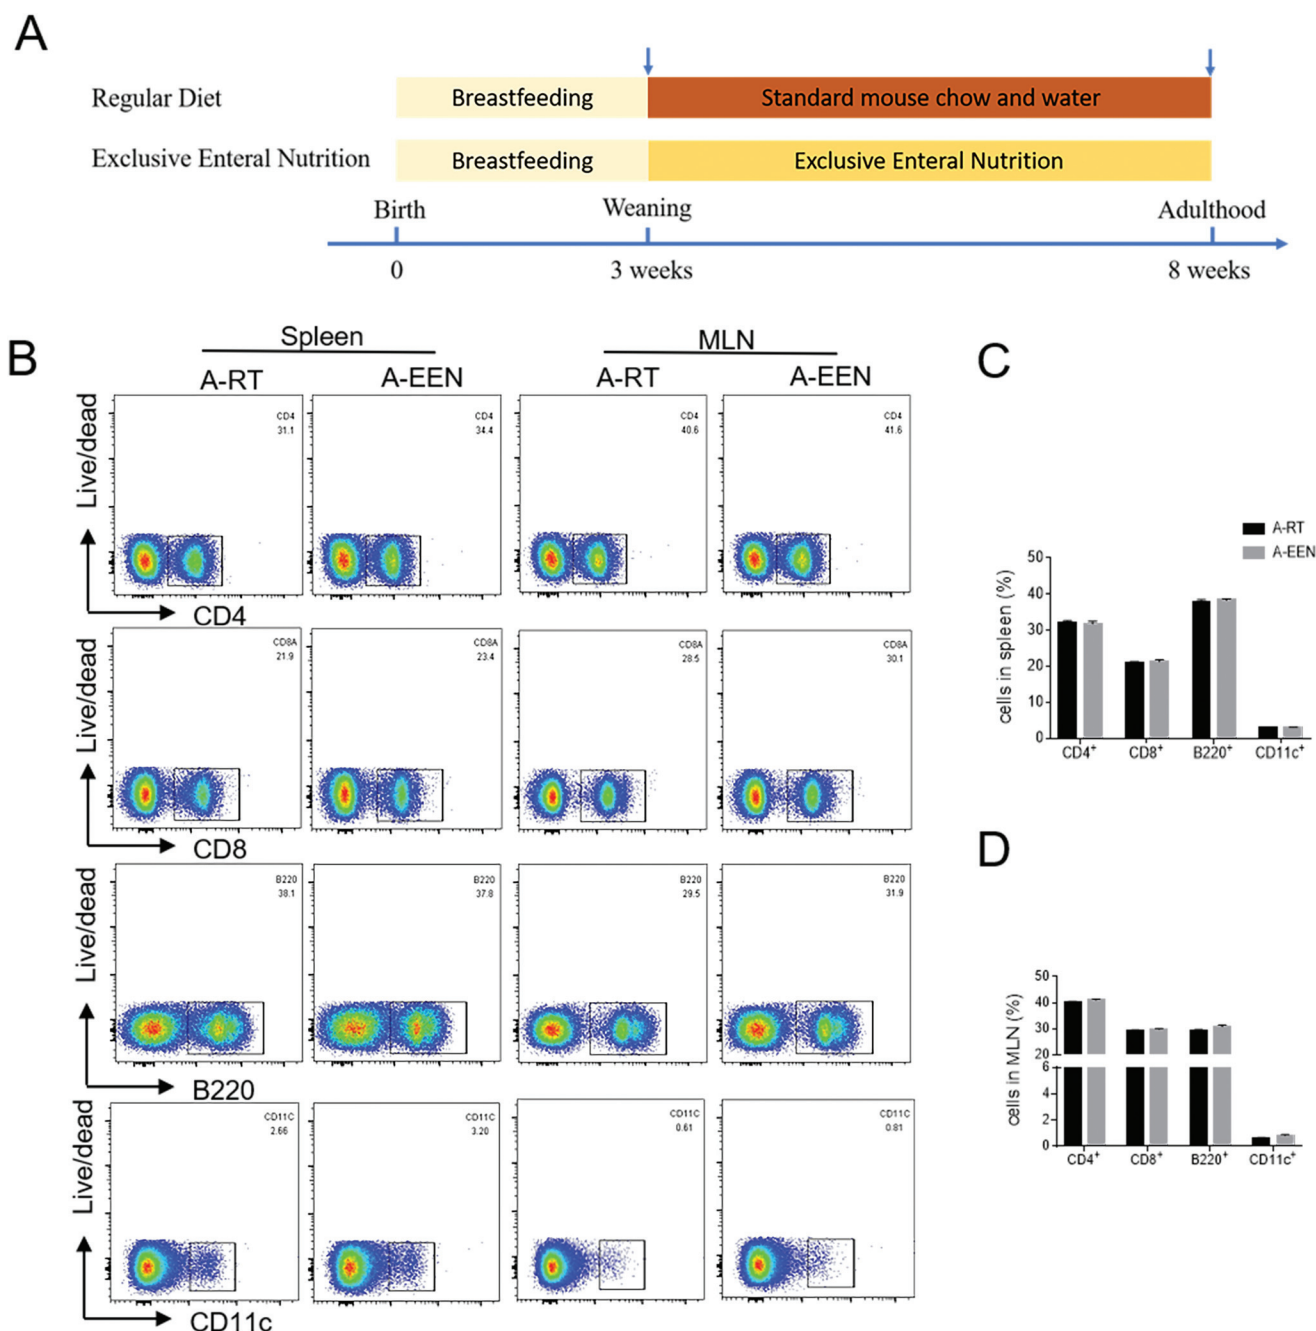 A
Regular Diet
Breastfeeding
Standard mouse chow and water
Exclusive Enteral Nutrition
Breastfeeding
Exclusive Enteral Nutrition
Birth
Weaning
Adulthood
0
3 weeks
8 weeks
B
Spleen
MLN
A-RT
A-EEN
A-RT
A-EEN
Live/dead
CD4
31.1
CD4
34.4
CD4
40.6
CD4
41.6
CD4
Live/dead
CD8A
21.9
CD8A
23.4
CD8A
28.5
CD8A
30.1
CD8
Live/dead
B220
38.1
B220
37.8
B220
29.5
B220
31.9
B220
Live/dead
CD11C
2.66
CD11C
3.20
CD11C
0.61
CD11C
0.81
CD11c
C
A-RT
A-EEN
cells in spleen (%)
50
40
30
20
10
0
CD4+
CD8+
B220+
CD11c+
D
cells in MLN (%)
50
40
30
20
6
4
2
0
CD4+
CD8+
B220+
CD11c+